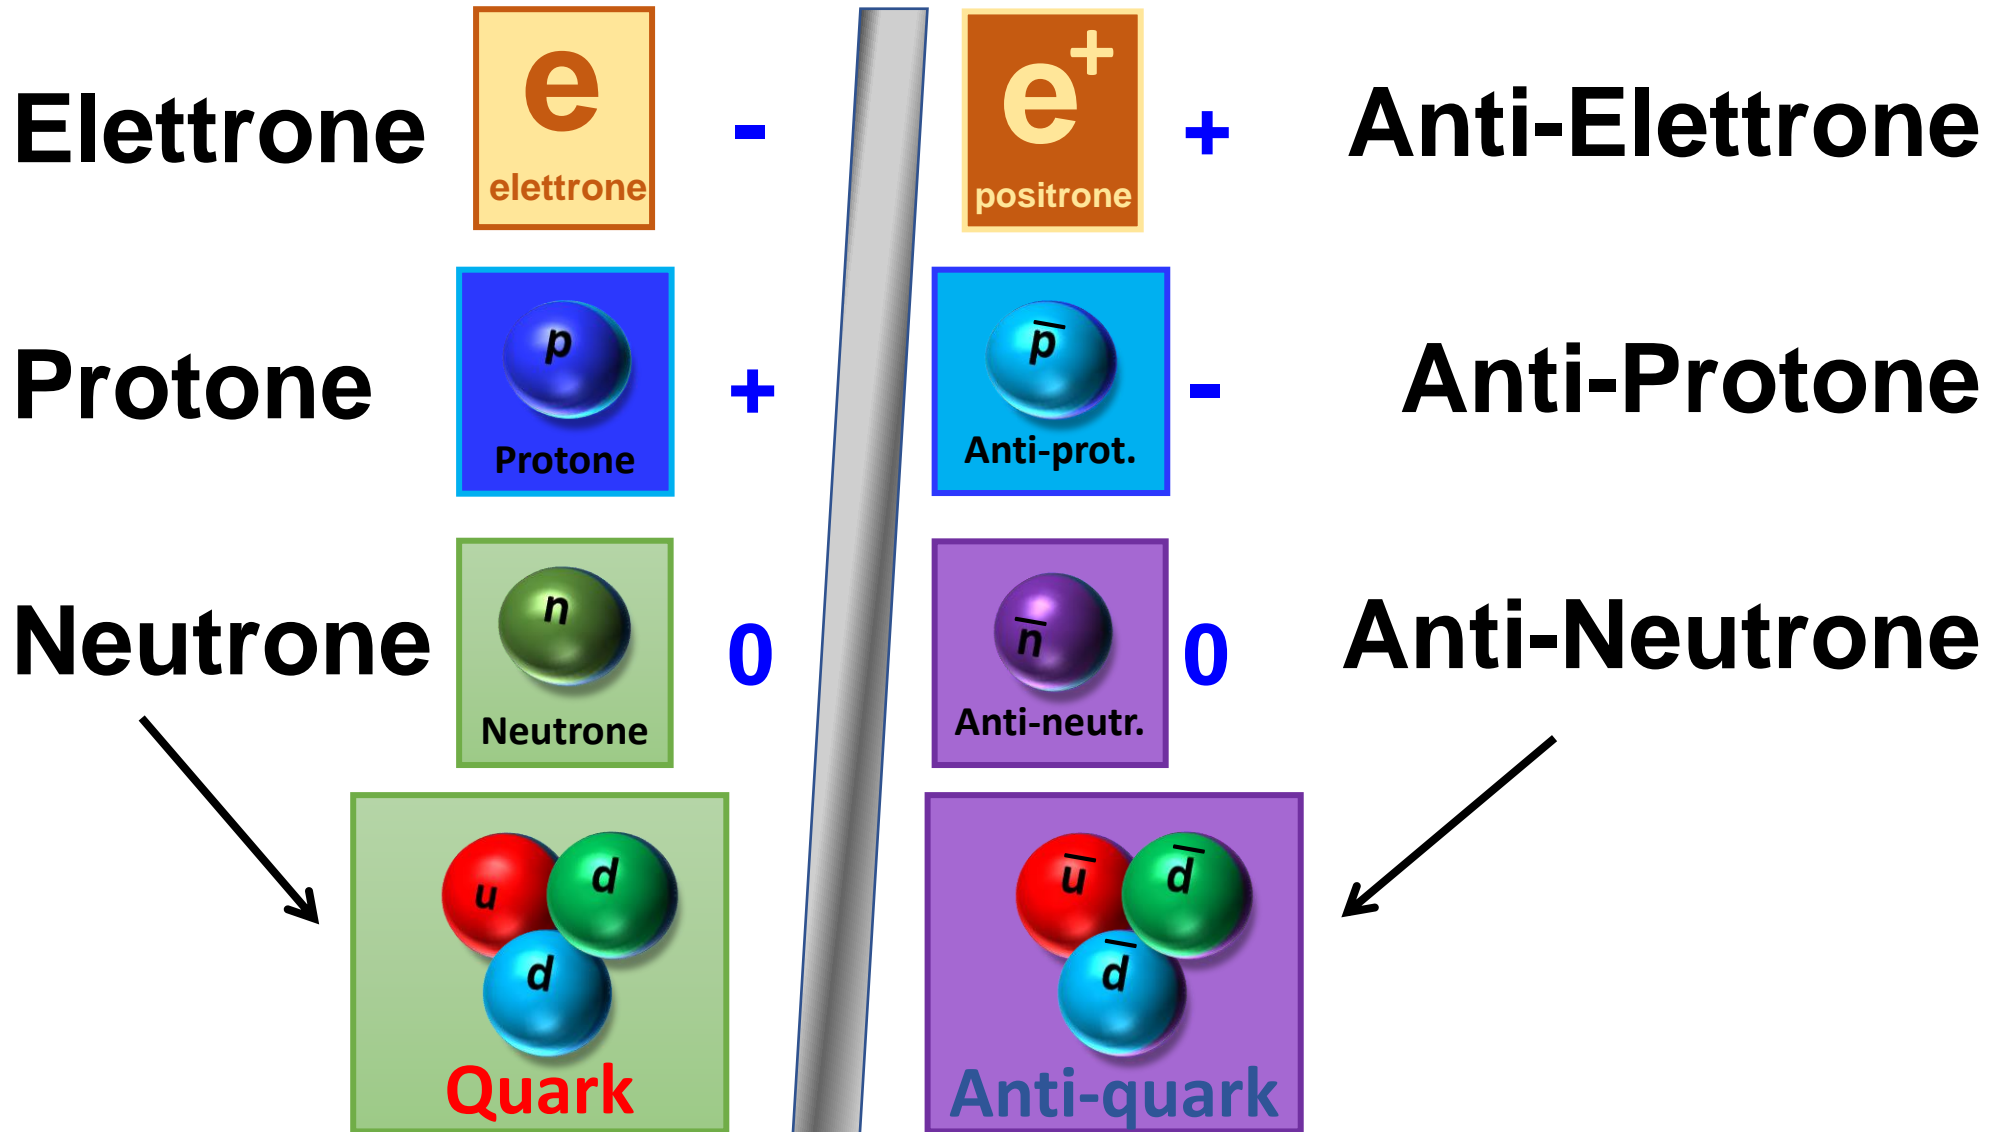 Elettrone
e
elettrone
-
e+
positrone
+
Anti-Elettrone
Protone
p
Protone
+
p̅
Anti-prot.
-
Anti-Protone
Neutrone
n
Neutrone
0
n̅
Anti-neutr.
0
Anti-Neutrone
u d
d
Quark
u̅ d̅
d̅
Anti-quark